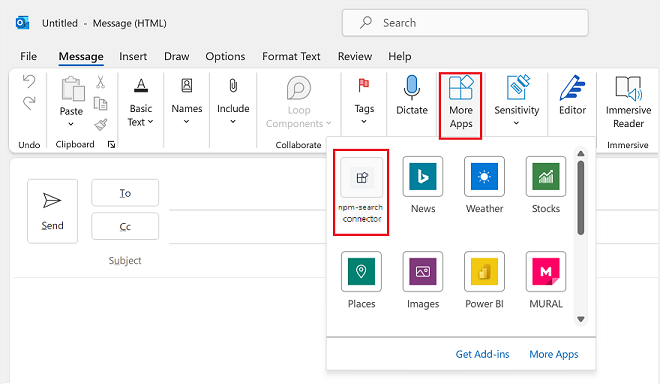 Untitled - Message (HTML)
Search
File Message Insert Draw Options Format Text Review Help
Undo
Paste
Clipboard
Basic
Text
Names
Include
Loop
Components
Collaborate
Tags
Dictate
More
Apps
Sensitivity
Editor
Immersive
Reader
Immersive
npm-search
connector
News
Weather
Stocks
Places
Images
Power BI
MURAL
Get Add-ins More Apps
Send
To
Cc
Subject